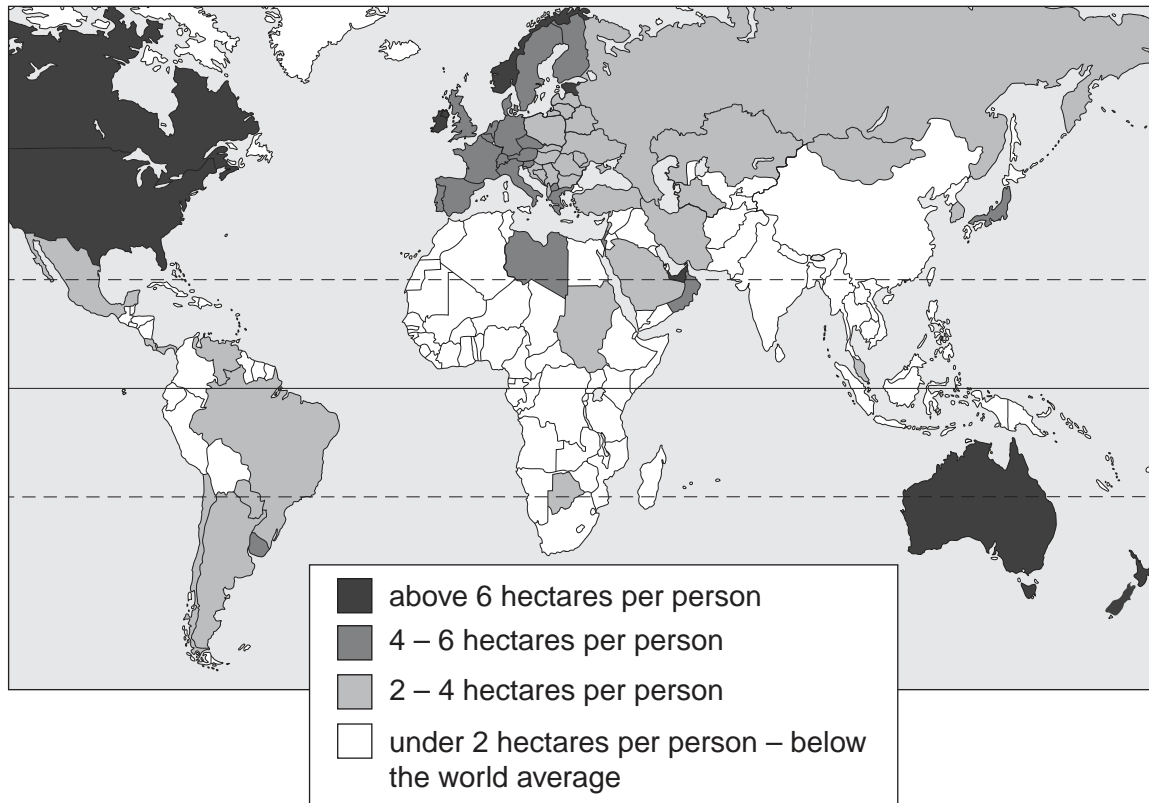 above 6 hectares per person
4 – 6 hectares per person
2 – 4 hectares per person
under 2 hectares per person – below
the world average